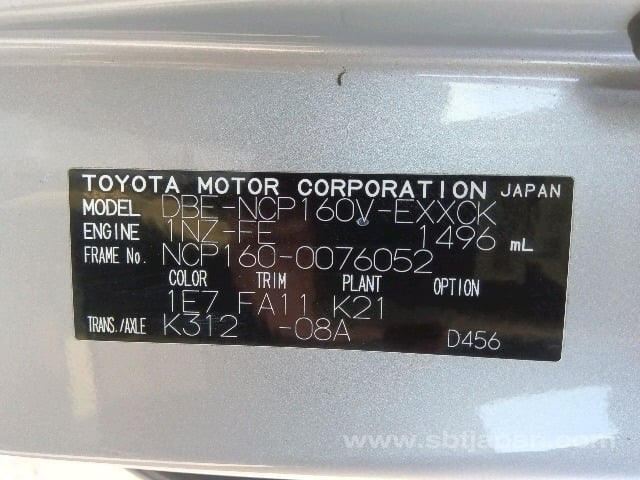 TOYOTA MOTOR CORPORATION JAPAN
MODEL DBE-NCP160V-EXXCK
ENGINE 1NZ-FE 1496 mL
FRAME No. NCP160-0076052
COLOR TRIM PLANT OPTION
1E7 FA11 K21
TRANS./AXLE K312 -08A D456
www.sbtjapan.com